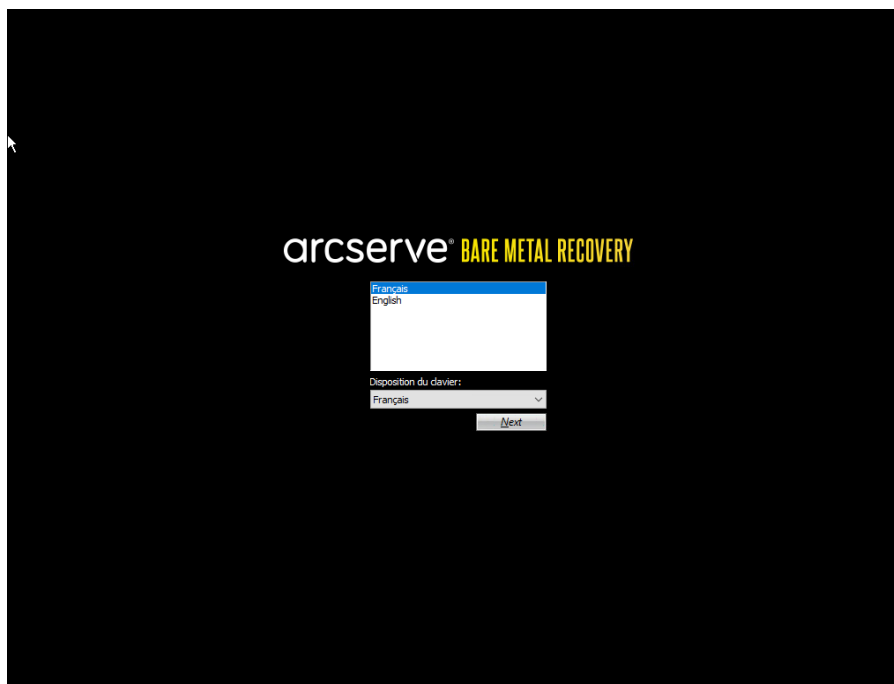 arcserve® BARE METAL RECOVERY
Français
English
Disposition du clavier:
Français
Next